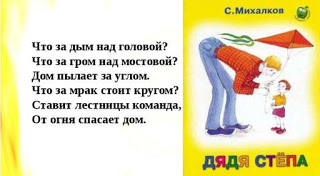 Что за дым над головой?
Что за гром над мостовой?
Дом пылает за углом.
Что за мрак стоит кругом?
Ставит лестницы команда,
От огня спасает дом.
С.Михалков
ДЯДЯ СТЁПА